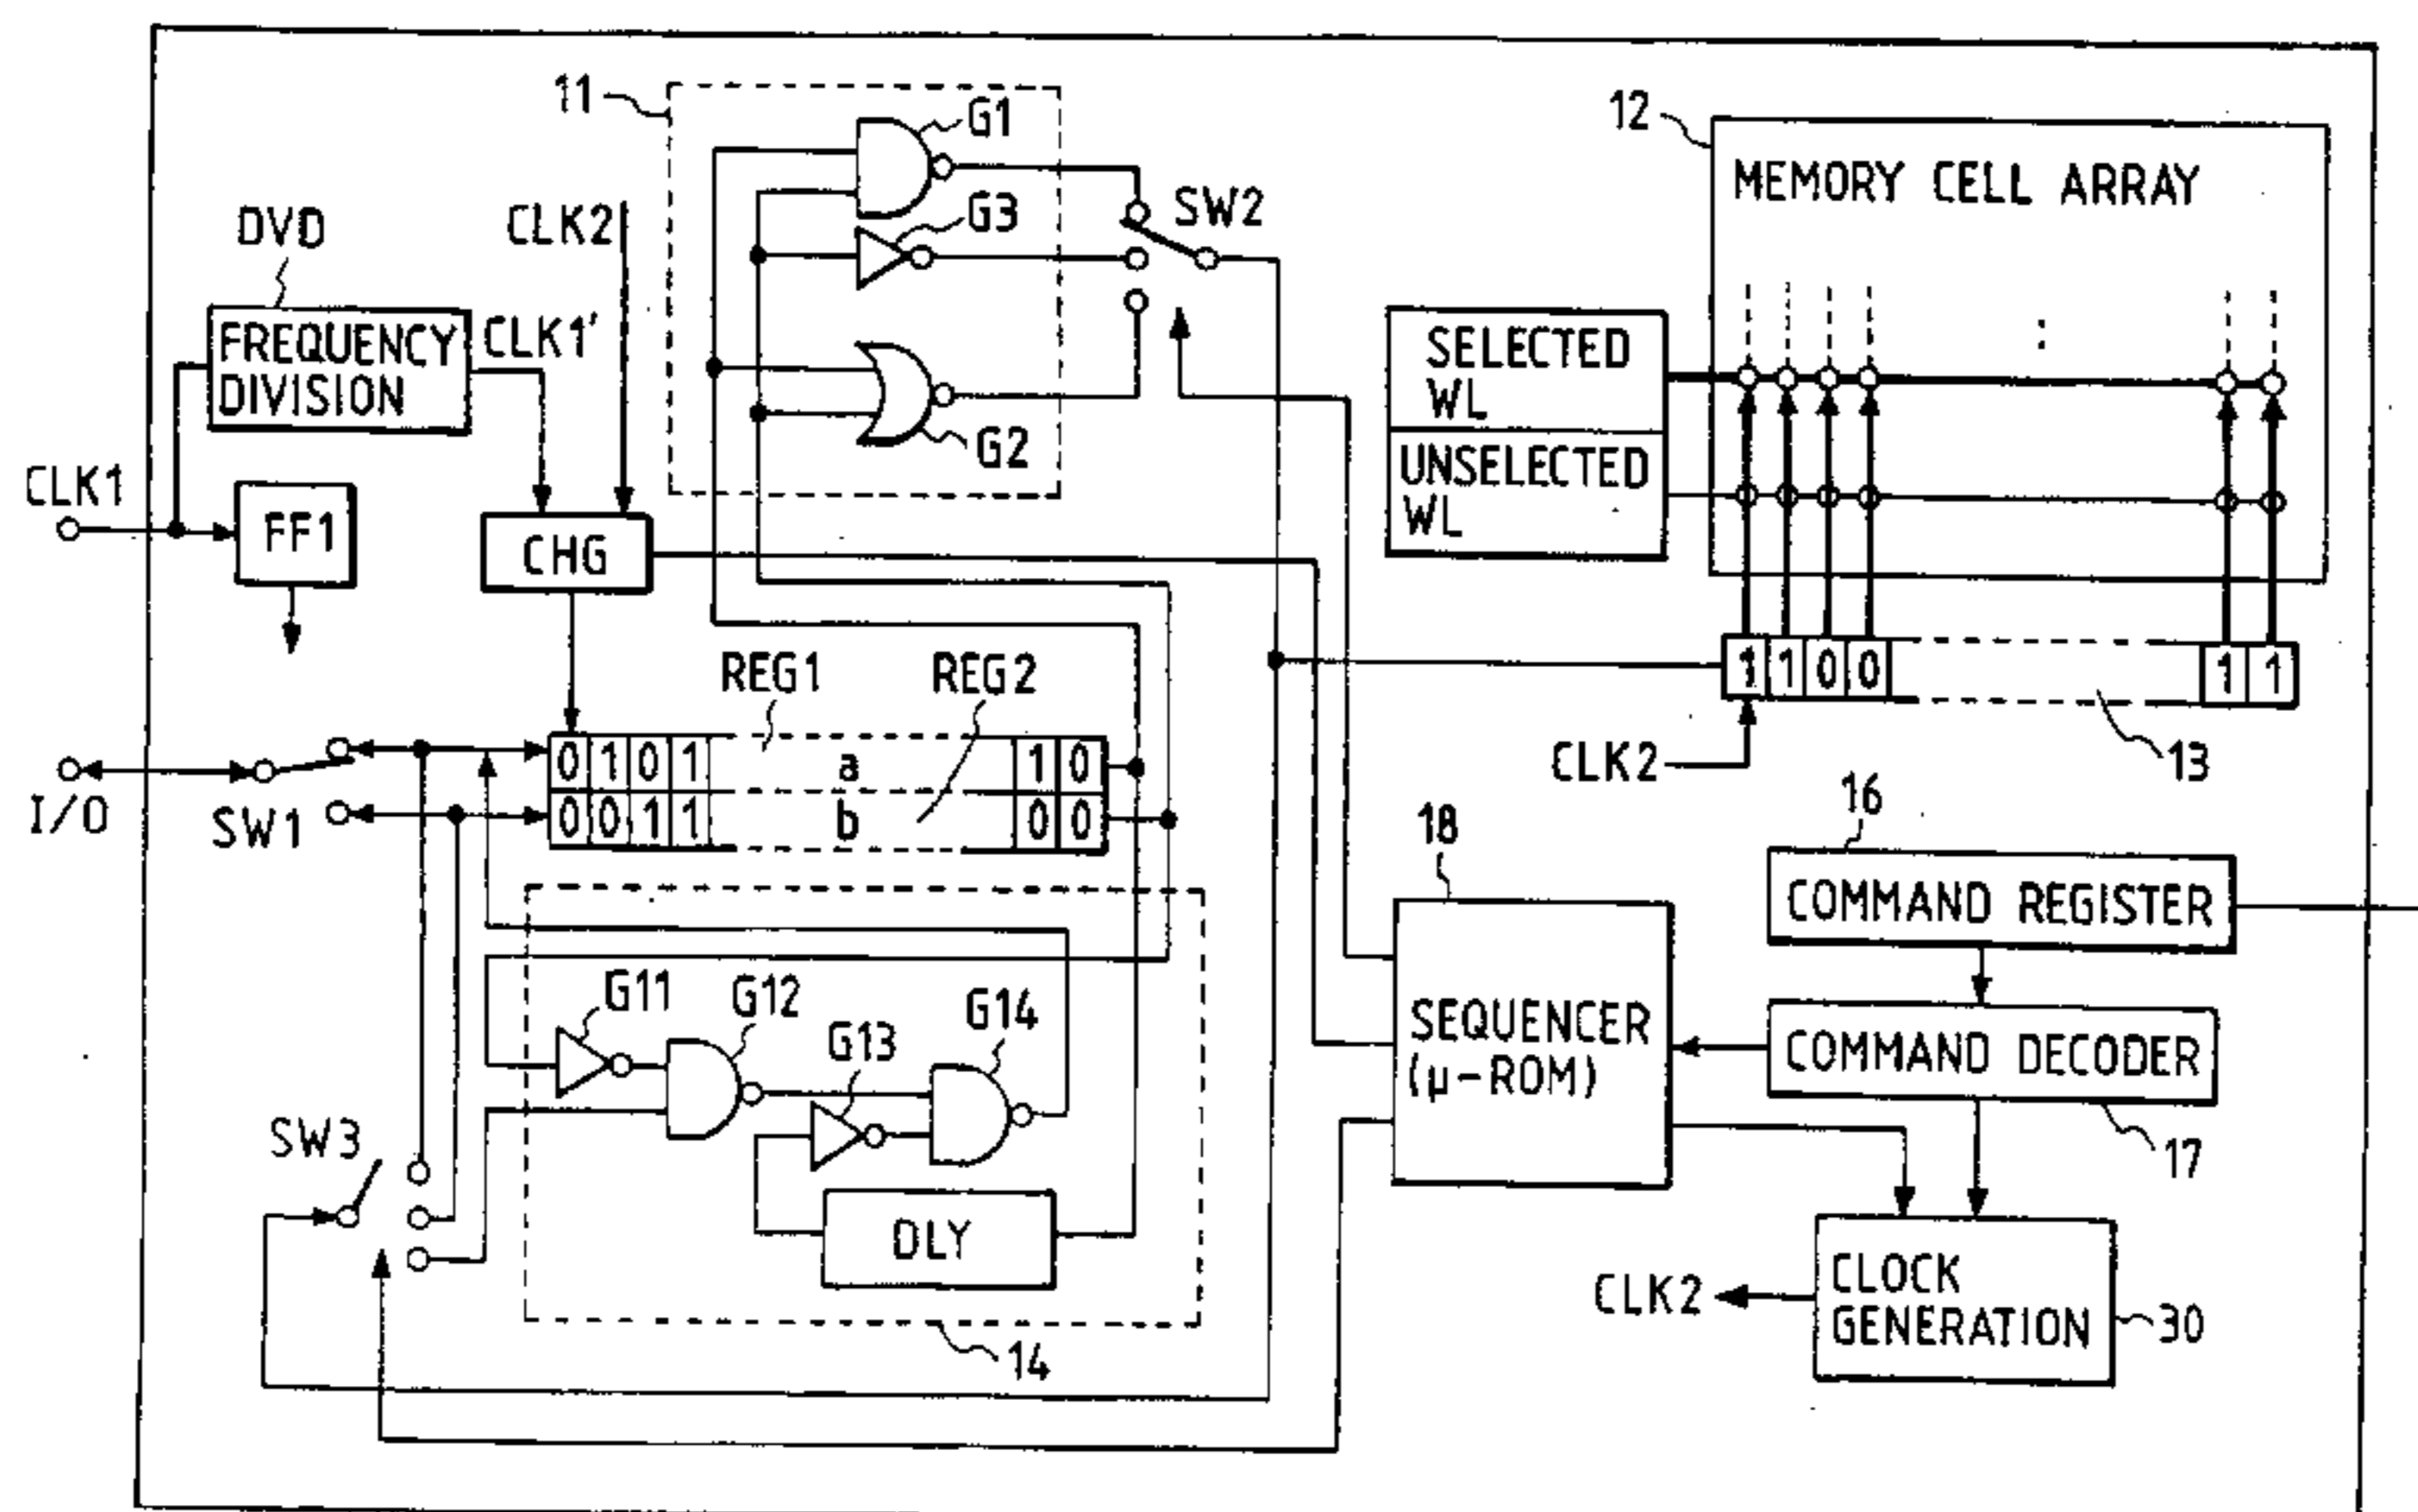 11
G1
12
MEMORY CELL ARRAY
DVD
CLK2
G3
SW2
FREQUENCY
DIVISION
CLK1'
SELECTED
WL
G2
UNSELECTED
WL
CLK1
FF1
CHG
REG1
REG2
1 1 0 0
1 1
CLK2
13
I/O
SW1
0 1 0 1 a 1 0
0 0 1 1 b 0 0
18
16
COMMAND REGISTER
G11
G12
G13
G14
SEQUENCER
(μ-ROM)
COMMAND DECODER
17
SW3
DLY
CLK2
CLOCK
GENERATION
30
14